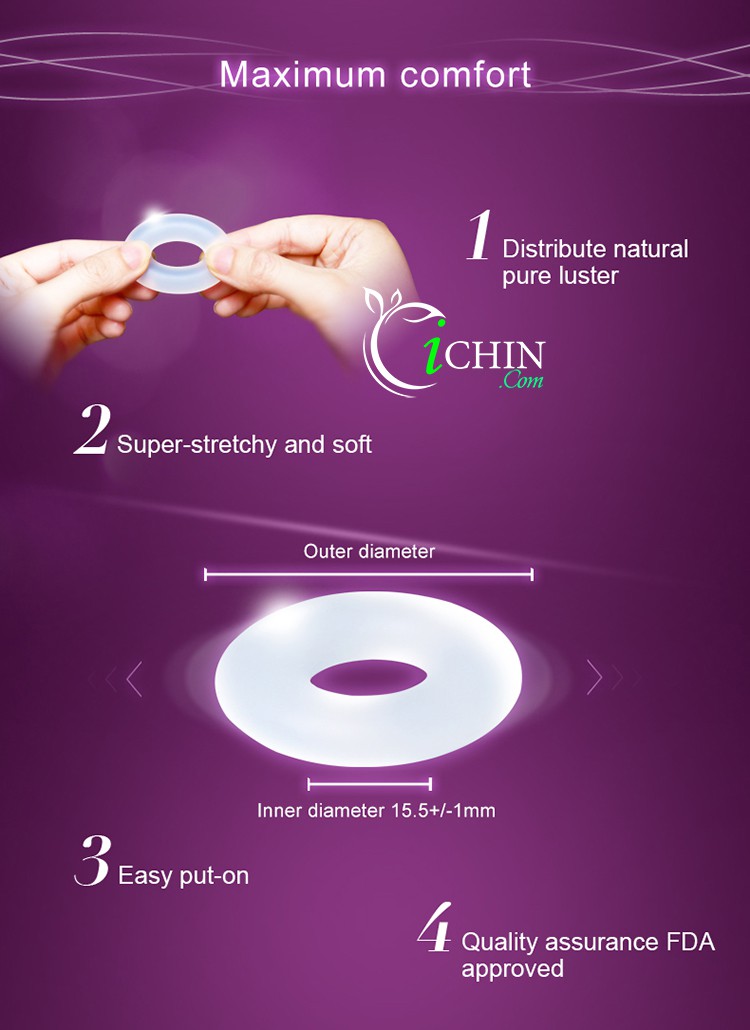 Maximum comfort
1 Distribute natural
pure luster
iCHIN
.Com
2 Super-stretchy and soft
Outer diameter
Inner diameter 15.5+/-1mm
3 Easy put-on
4 Quality assurance FDA
approved